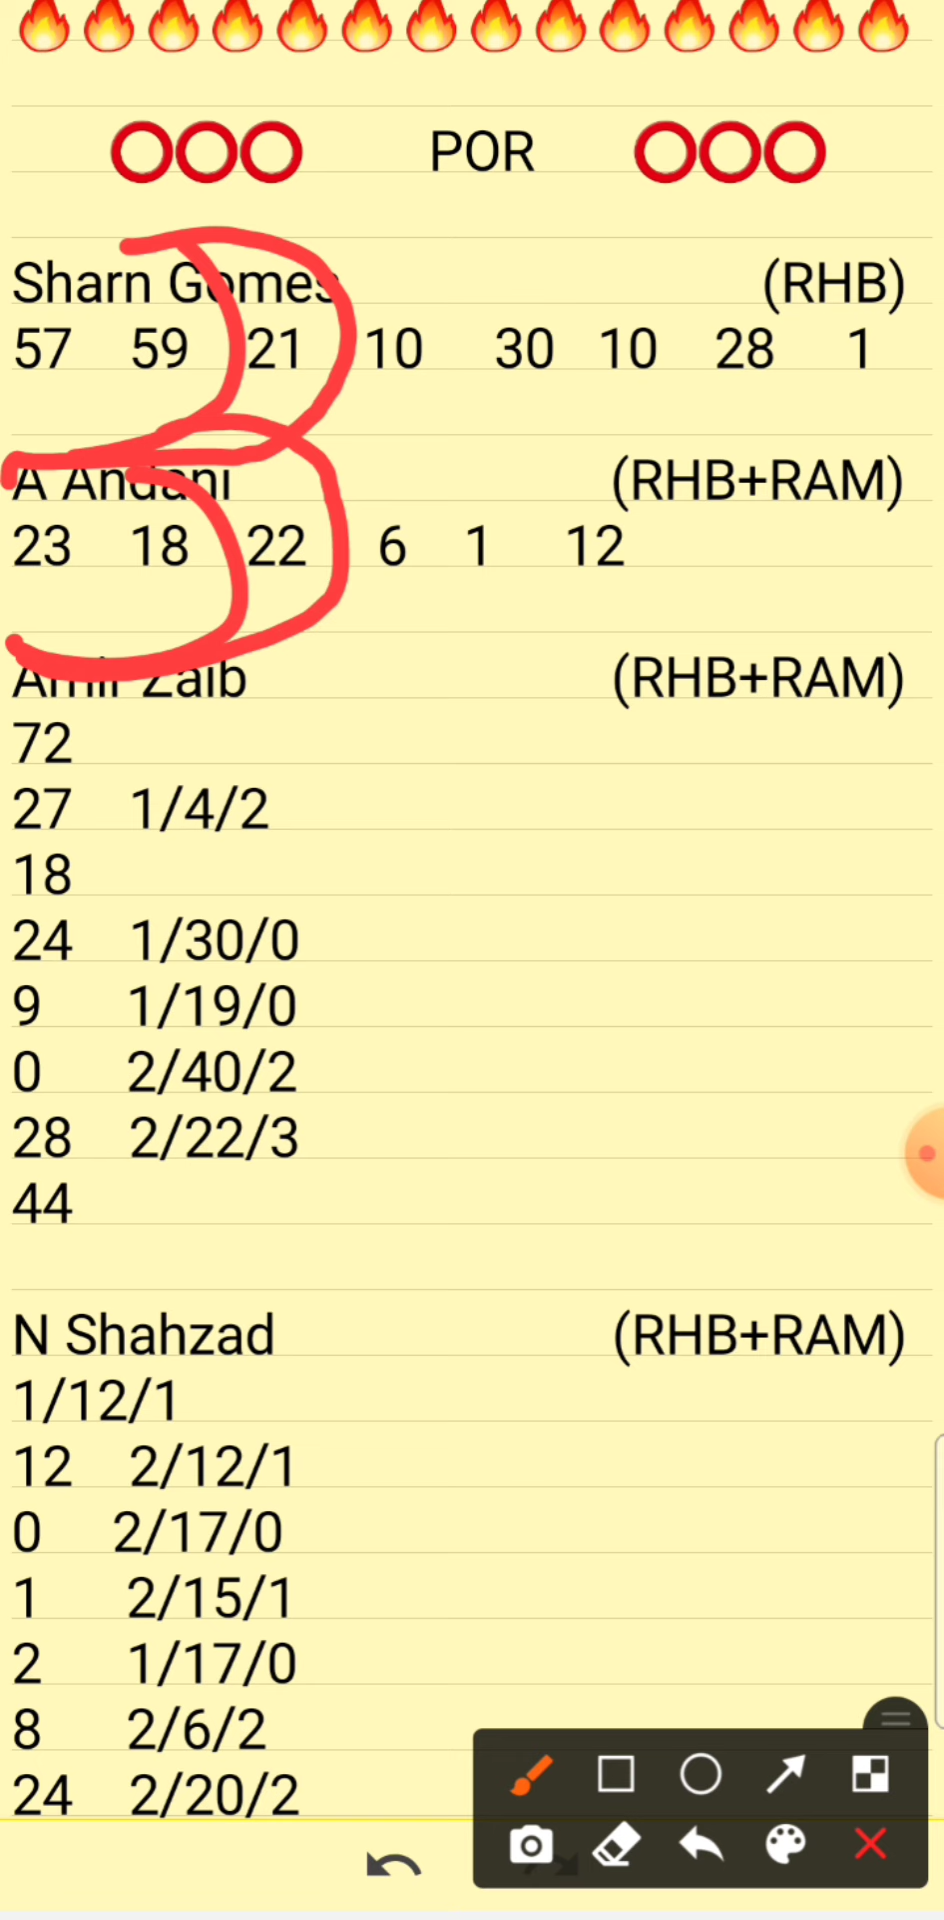 POR
Sharn Gomes (RHB)
57 59 21 10 30 10 28 1
A Andani (RHB+RAM)
23 18 22 6 1 12
Amir Zaib (RHB+RAM)
72
27 1/4/2
18
24 1/30/0
9 1/19/0
0 2/40/2
28 2/22/3
44
N Shahzad (RHB+RAM)
1/12/1
12 2/12/1
0 2/17/0
1 2/15/1
2 1/17/0
8 2/6/2
24 2/20/2